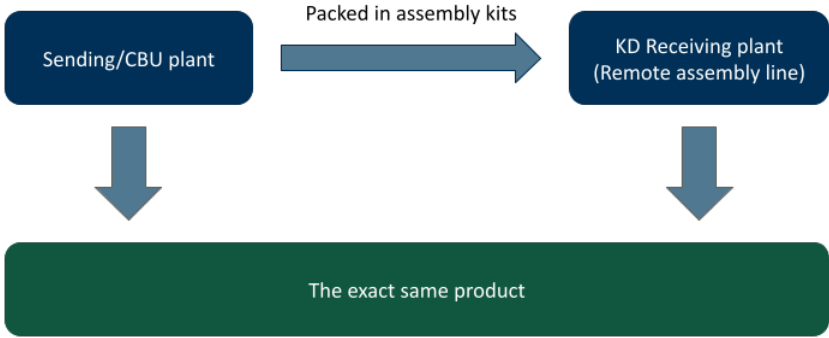 Packed in assembly kits
Sending/CBU plant
KD Receiving plant
(Remote assembly line)
The exact same product